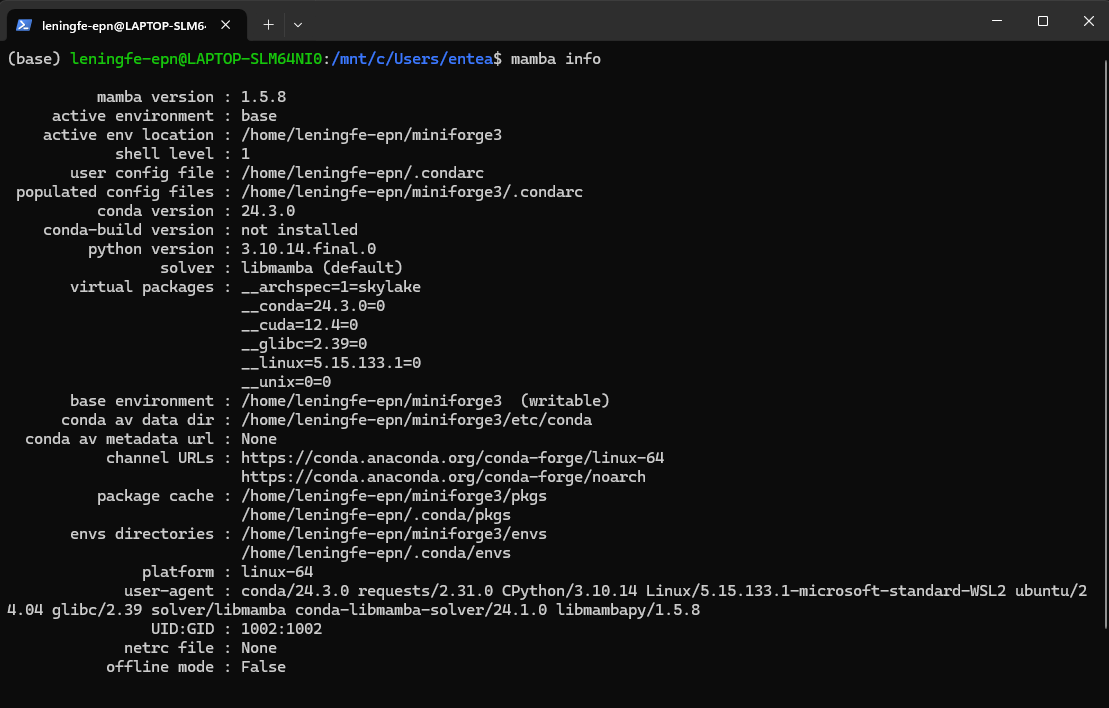 leningfe-epn@LAPTOP-SLM64
(base) leningfe-epn@LAPTOP-SLM64NI0:/mnt/c/Users/entea$ mamba info
mamba version : 1.5.8
active environment : base
active env location : /home/leningfe-epn/miniforge3
shell level : 1
user config file : /home/leningfe-epn/.condarc
populated config files : /home/leningfe-epn/miniforge3/.condarc
conda version : 24.3.0
conda-build version : not installed
python version : 3.10.14.final.0
solver : libmamba (default)
virtual packages : __archspec=1=skylake
__conda=24.3.0=0
__cuda=12.4=0
__glibc=2.39=0
__linux=5.15.133.1=0
__unix=0=0
base environment : /home/leningfe-epn/miniforge3  (writable)
conda av data dir : /home/leningfe-epn/miniforge3/etc/conda
conda av metadata url : None
channel URLs : https://conda.anaconda.org/conda-forge/linux-64
https://conda.anaconda.org/conda-forge/noarch
package cache : /home/leningfe-epn/miniforge3/pkgs
/home/leningfe-epn/.conda/pkgs
envs directories : /home/leningfe-epn/miniforge3/envs
/home/leningfe-epn/.conda/envs
platform : linux-64
user-agent : conda/24.3.0 requests/2.31.0 CPython/3.10.14 Linux/5.15.133.1-microsoft-standard-WSL2 ubuntu/2
4.04 glibc/2.39 solver/libmamba conda-libmamba-solver/24.1.0 libmambapy/1.5.8
UID:GID : 1002:1002
netrc file : None
offline mode : False